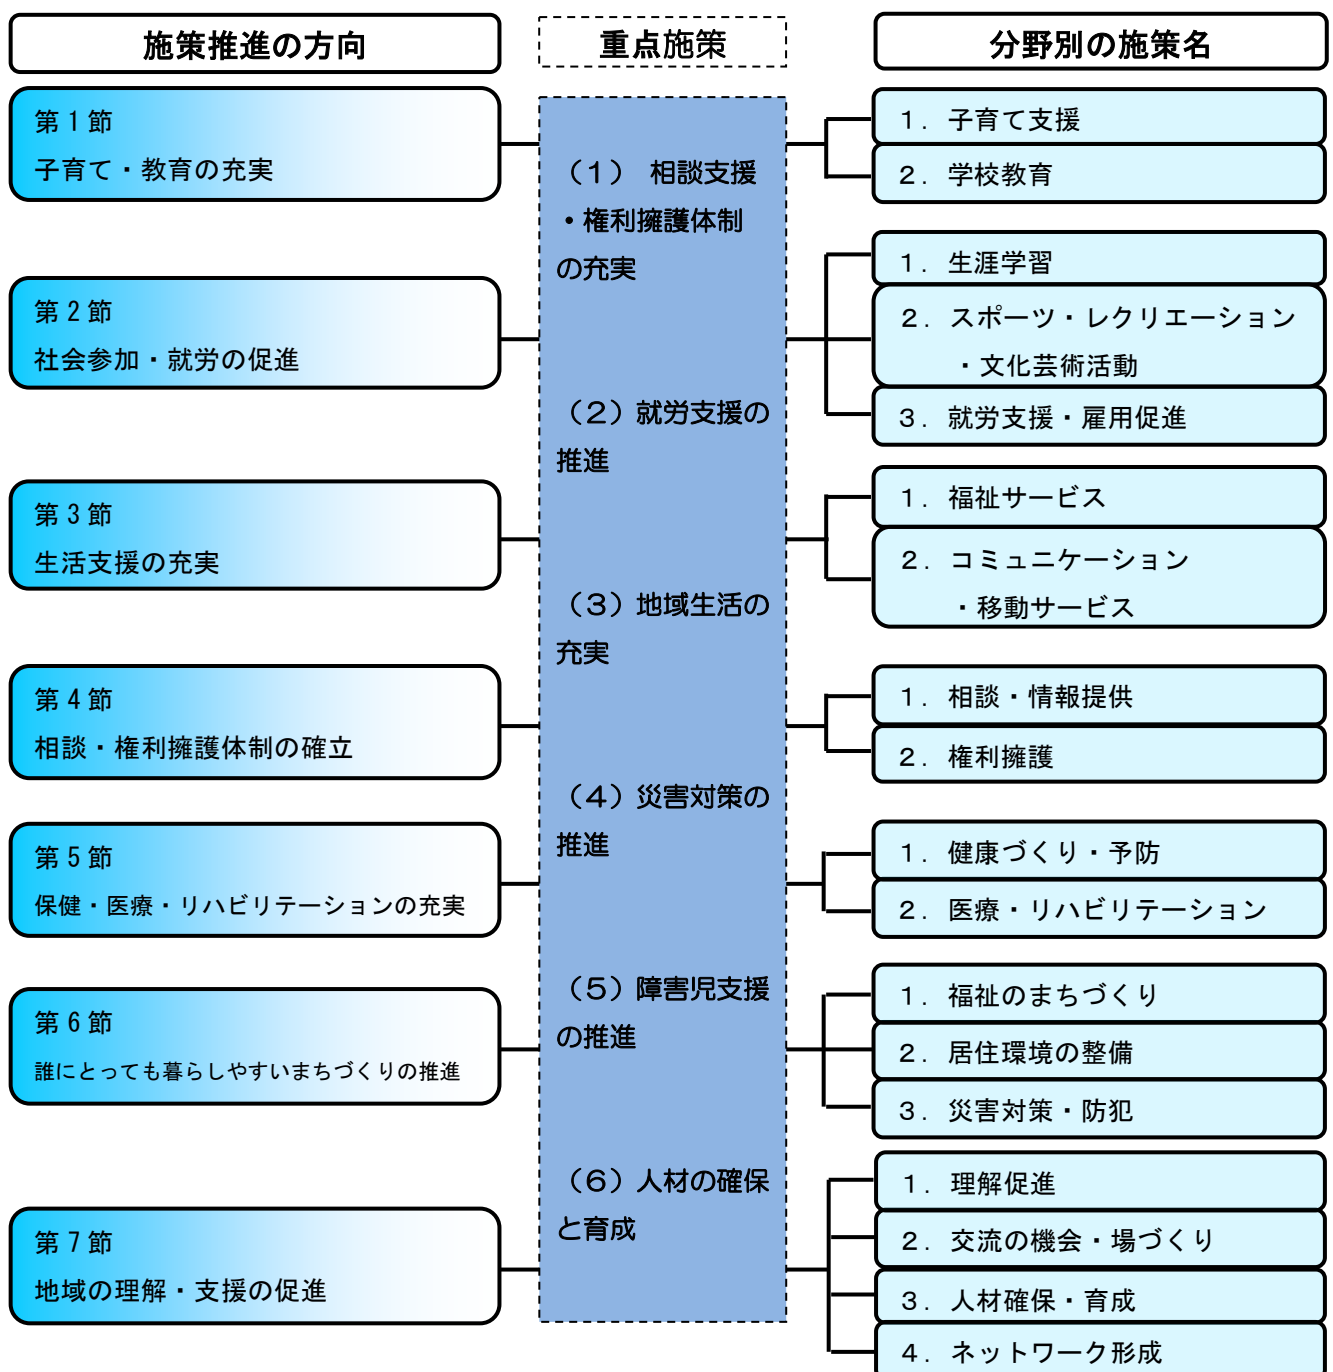 施策推進の方向
重点施策
分野別の施策名
第1節
子育て・教育の充実
第2節
社会参加・就労の促進
第3節
生活支援の充実
第4節
相談・権利擁護体制の確立
第5節
保健・医療・リハビリテーションの充実
第6節
誰にとっても暮らしやすいまちづくりの推進
第7節
地域の理解・支援の促進
(1) 相談支援
・権利擁護体制
の充実
(2)就労支援の
推進
(3)地域生活の
充実
(4)災害対策の
推進
(5)障害児支援
の推進
(6)人材の確保
と育成
1.子育て支援
2.学校教育
1.生涯学習
2.スポーツ・レクリエーション
・文化芸術活動
3.就労支援・雇用促進
1.福祉サービス
2.コミュニケーション
・移動サービス
1.相談・情報提供
2.権利擁護
1.健康づくり・予防
2.医療・リハビリテーション
1.福祉のまちづくり
2.居住環境の整備
3.災害対策・防犯
1.理解促進
2.交流の機会・場づくり
3.人材確保・育成
4.ネットワーク形成